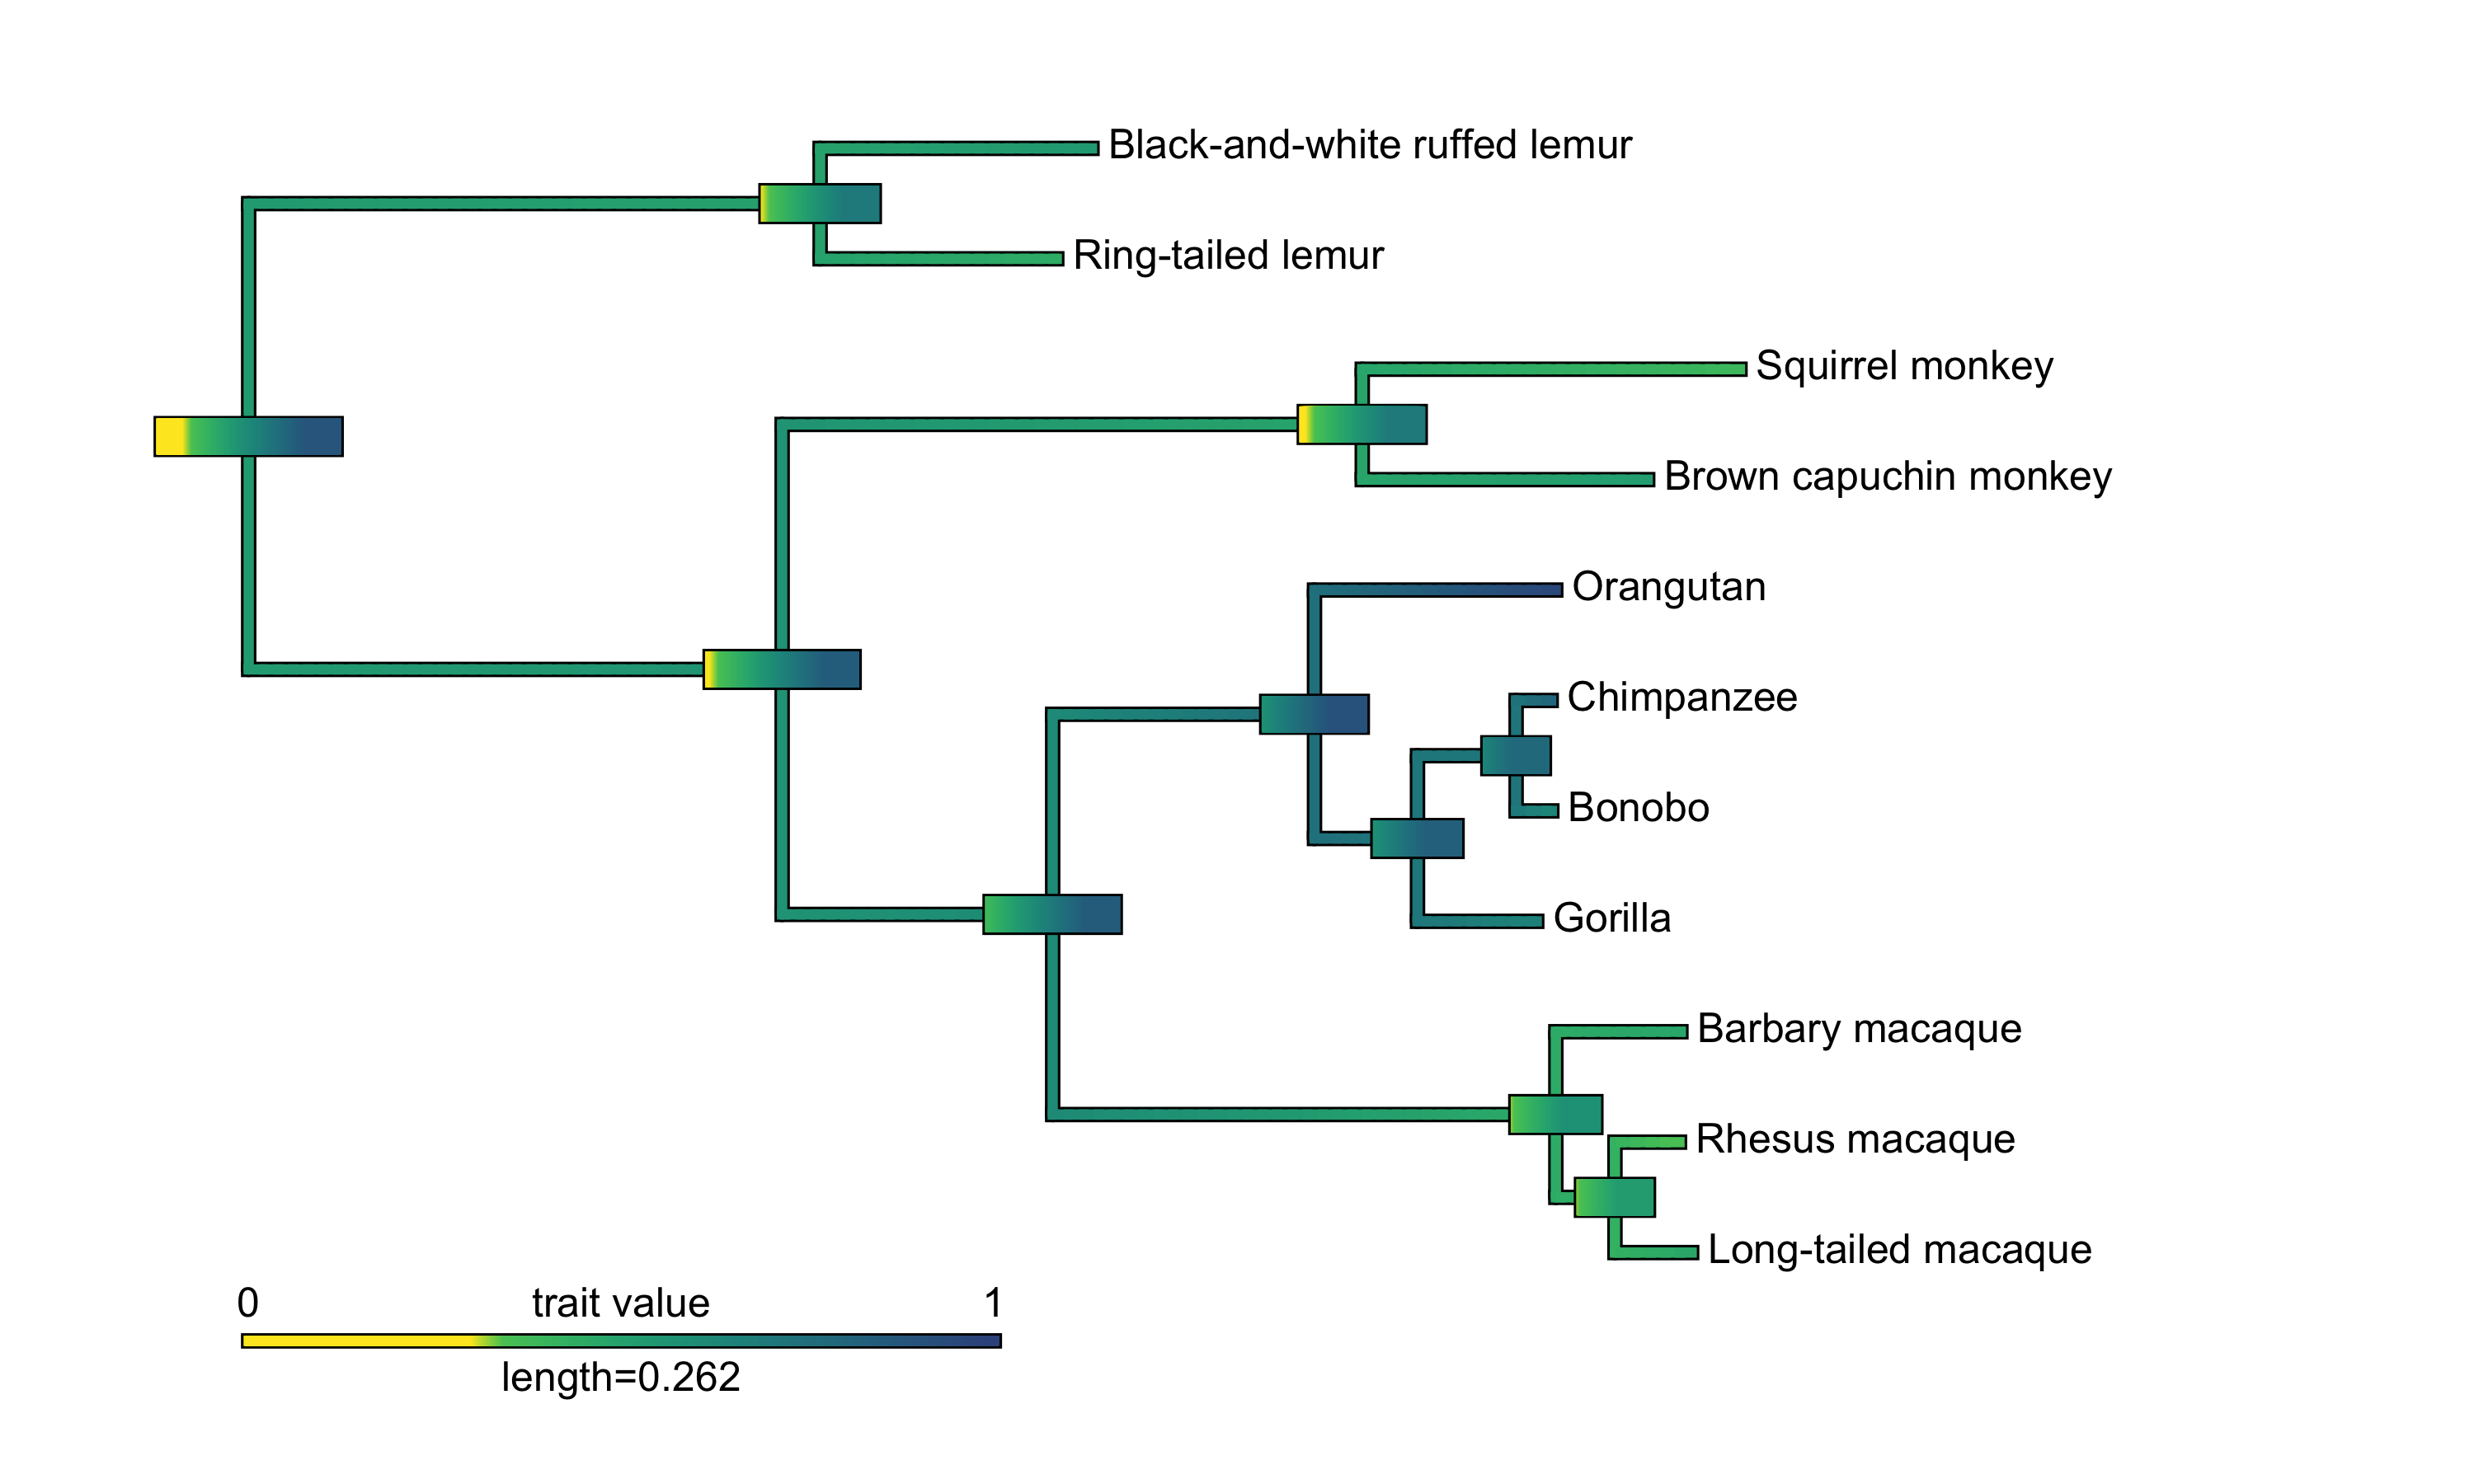 Black-and-white ruffed lemur
Ring-tailed lemur
Squirrel monkey
Brown capuchin monkey
Orangutan
Chimpanzee
Bonobo
Gorilla
Barbary macaque
Rhesus macaque
Long-tailed macaque
0 trait value 1
length=0.262